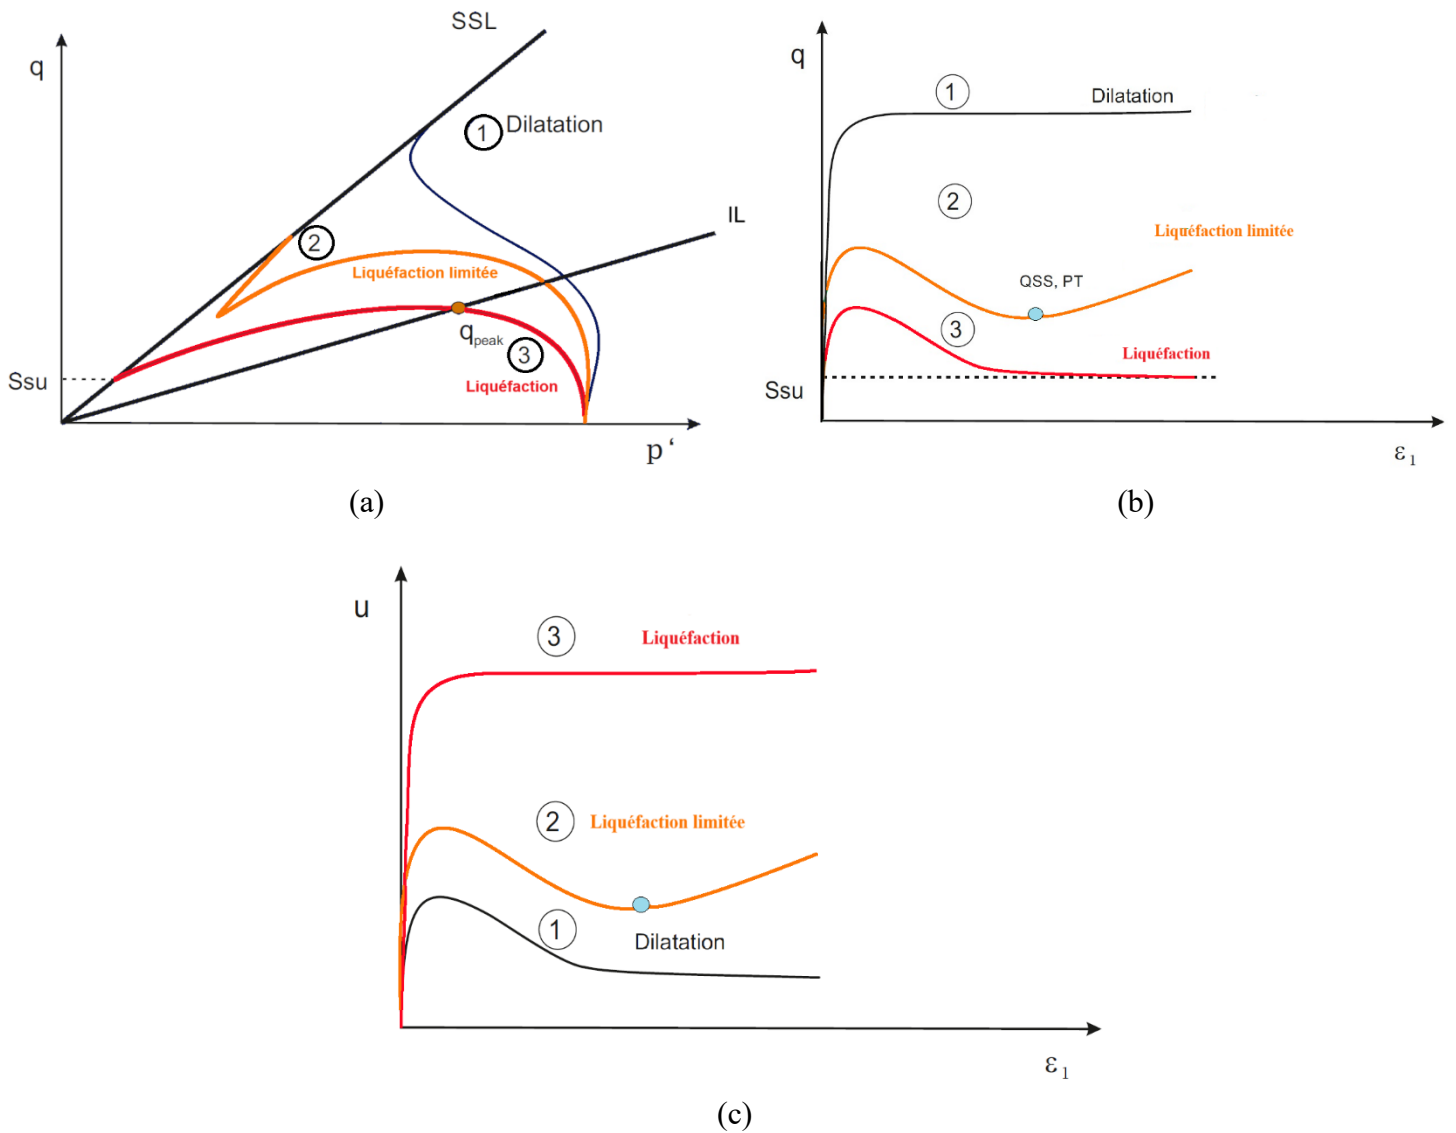 SSL
q
1 Dilatation
IL
2
Liquéfaction limitée
q peak
3
Liquéfaction
Ssu
p‘
(a)
q
1
Dilatation
2
Liquéfaction limitée
QSS, PT
3
Liquéfaction
Ssu
ε1
(b)
u
3 Liquéfaction
2 Liquéfaction limitée
1 Dilatation
ε1
(c)